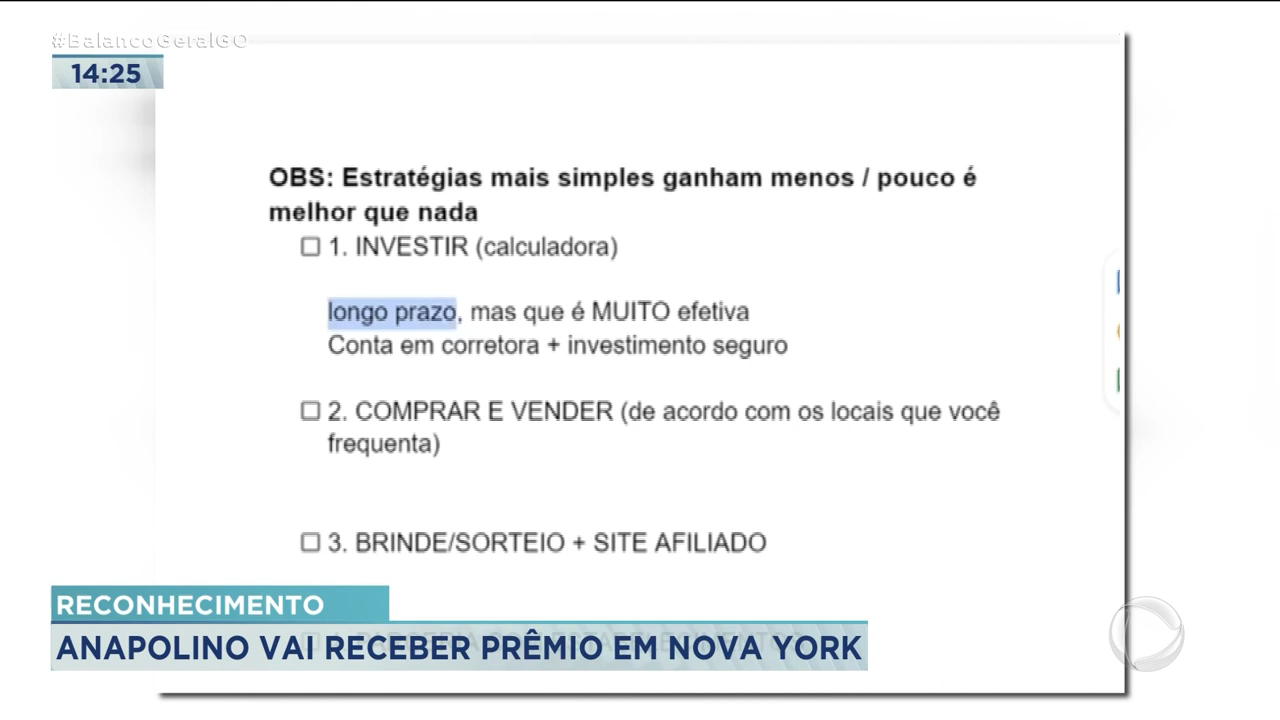 #BalancoGeralGO
14:25
OBS: Estratégias mais simples ganham menos / pouco é
melhor que nada
☐ 1. INVESTIR (calculadora)
longo prazo, mas que é MUITO efetiva
Conta em corretora + investimento seguro
☐ 2. COMPRAR E VENDER (de acordo com os locais que você
frequenta)
☐ 3. BRINDE/SORTEIO + SITE AFILIADO
RECONHECIMENTO
ANAPOLINO VAI RECEBER PRÊMIO EM NOVA YORK